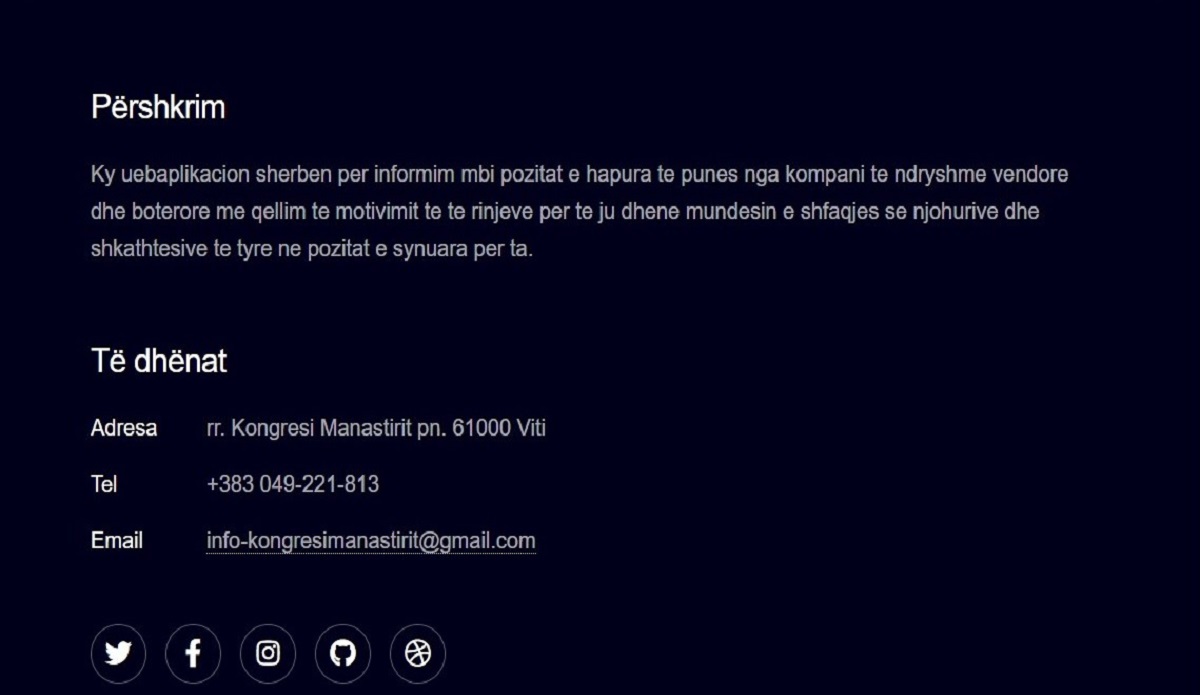 Përshkrim
Ky uebaplikacion sherben per informim mbi pozitat e hapura te punes nga kompani te ndryshme vendore
dhe boterore me qellim te motivimit te te rinjeve per te ju dhene mundesin e shfaqjes se njohurive dhe
shkathtesive te tyre ne pozitat e synuara per ta.
Të dhënat
Adresa rr. Kongresi Manastirit pn. 61000 Viti
Tel +383 049-221-813
Email info-kongresimanastirit@gmail.com